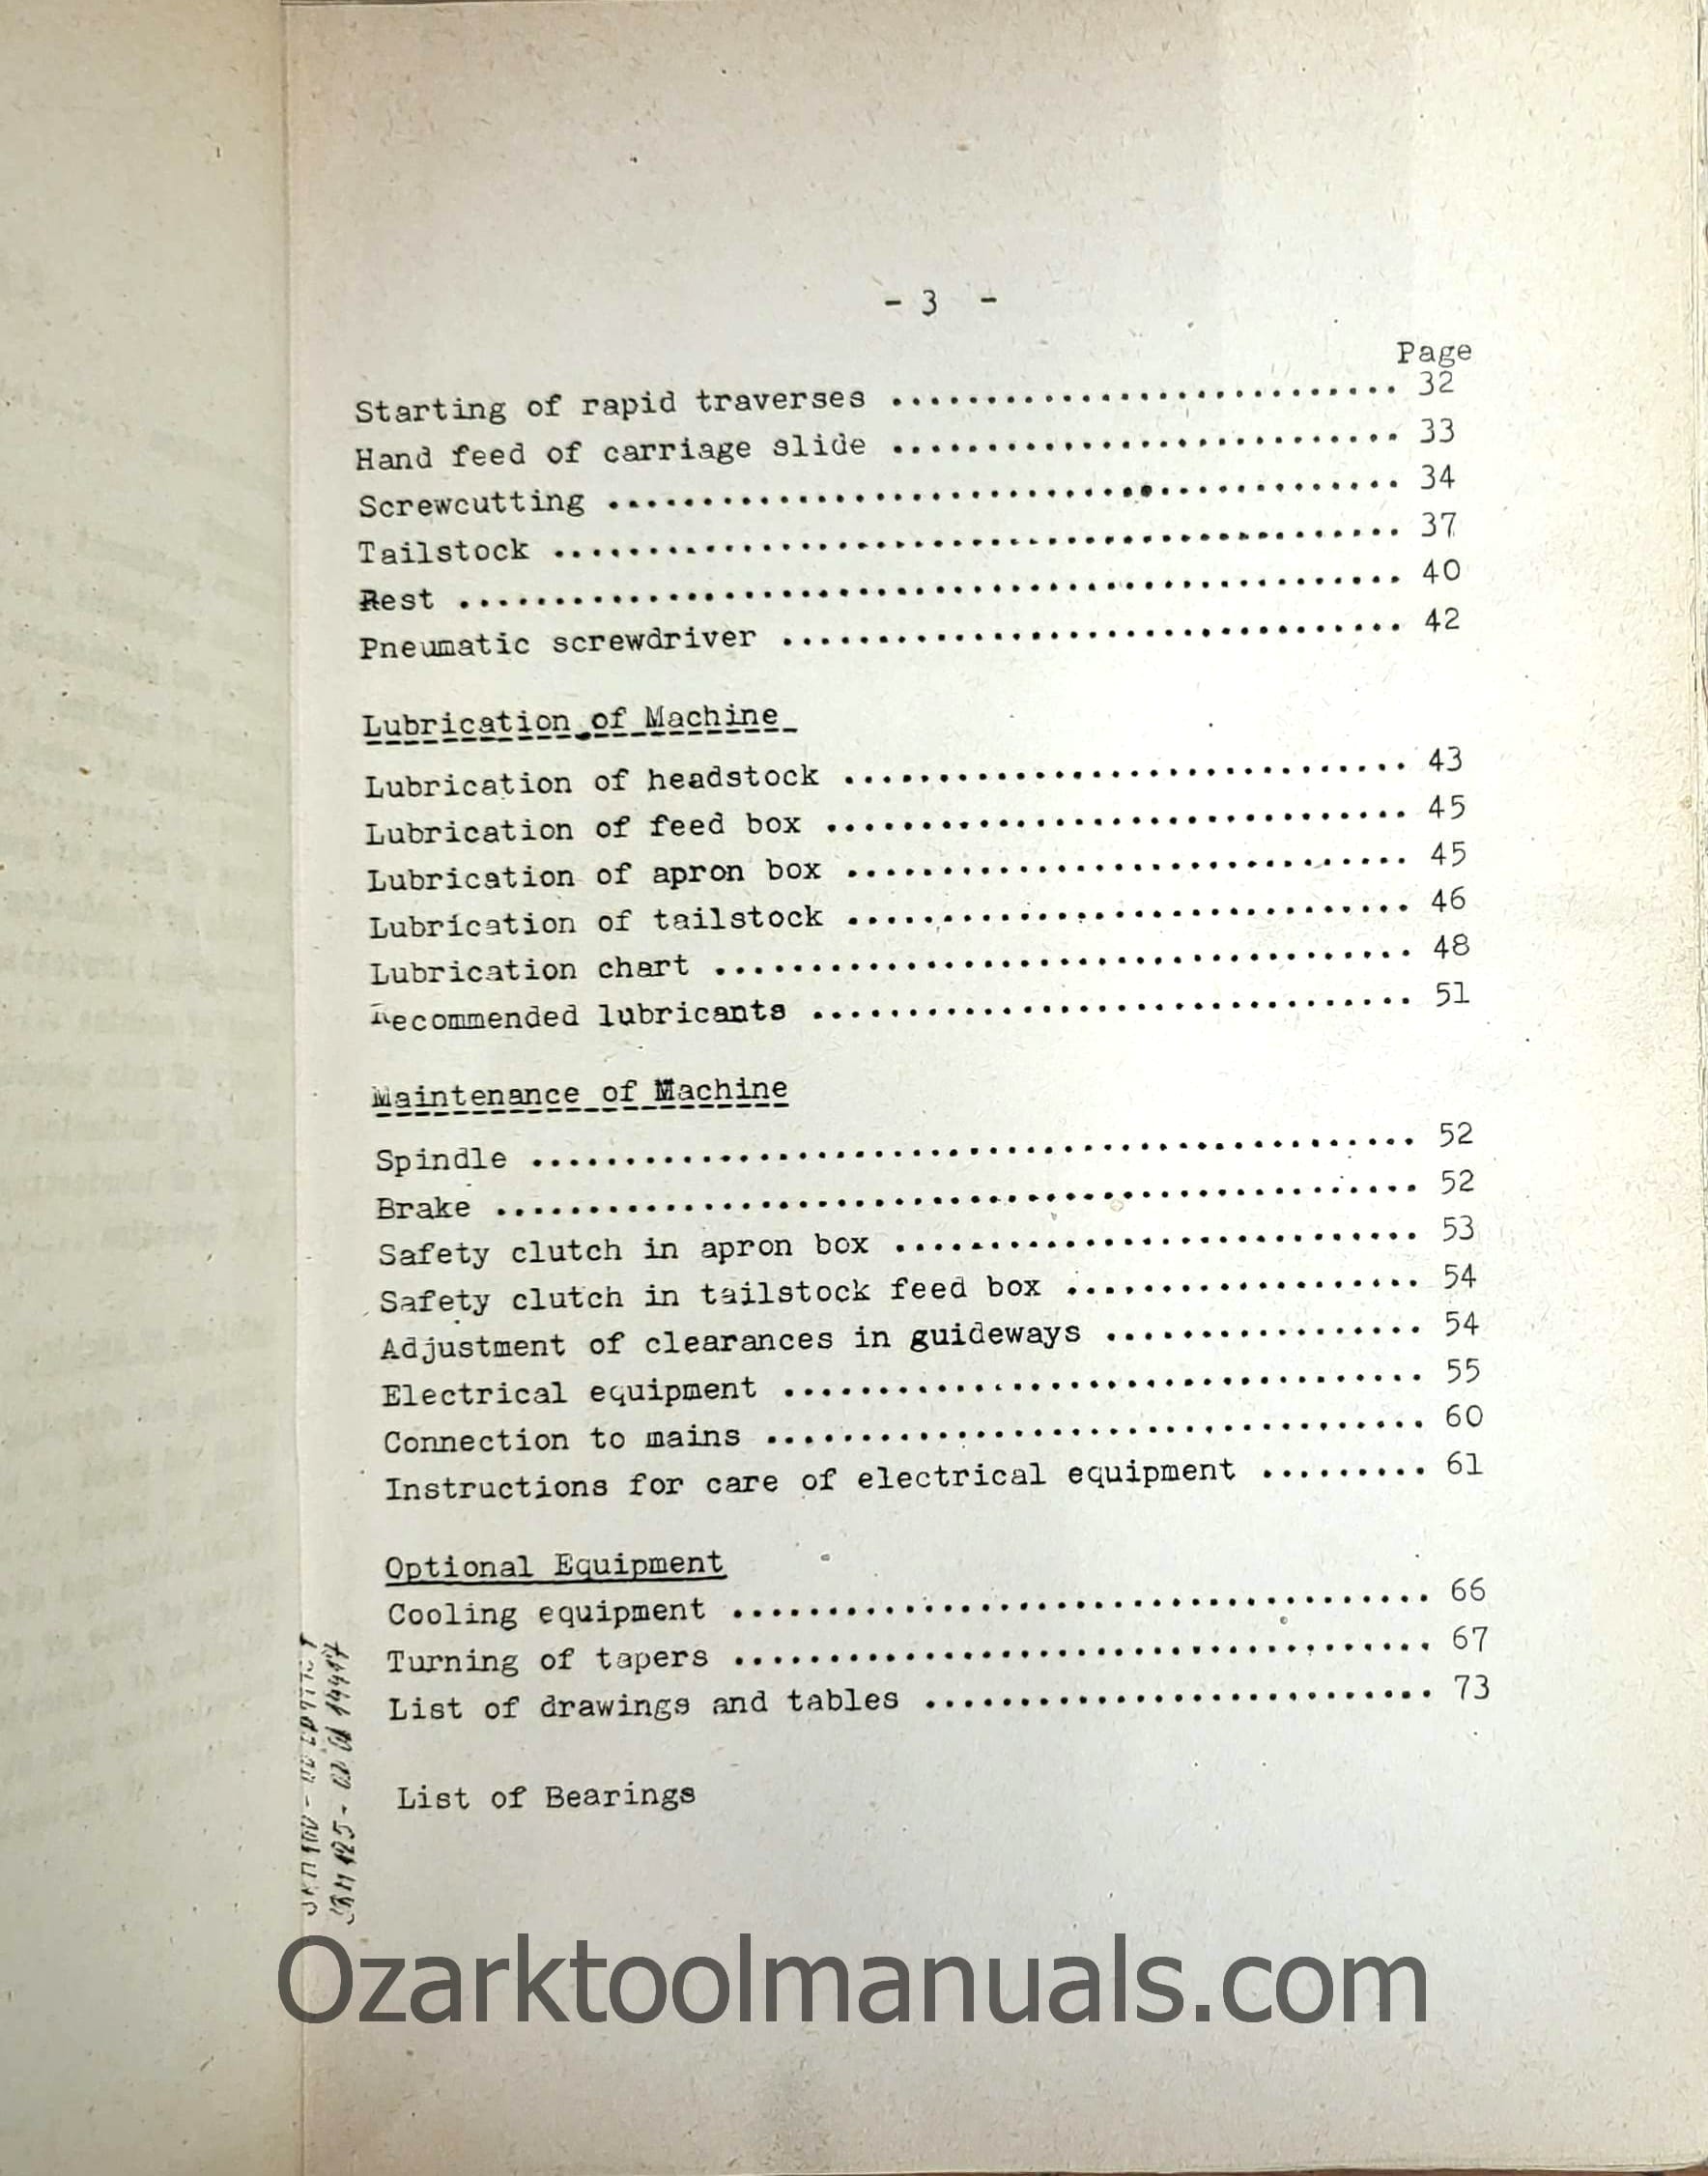 - 3 -
Page
Starting of rapid traverses ........................... 32
Hand feed of carriage slide ........................... 33
Screwcutting .......................................... 34
Tailstock ............................................. 37
Rest .................................................. 40
Pneumatic screwdriver ................................. 42
Lubrication of Machine
Lubrication of headstock .............................. 43
Lubrication of feed box ............................... 45
Lubrication of apron box .............................. 45
Lubrication of tailstock .............................. 46
Lubrication chart ..................................... 48
Recommended lubricants ................................ 51
Maintenance of Machine
Spindle ............................................... 52
Brake ................................................. 52
Safety clutch in apron box ............................ 53
Safety clutch in tailstock feed box ................... 54
Adjustment of clearances in guideways ................. 54
Electrical equipment .................................. 55
Connection to mains ................................... 60
Instructions for care of electrical equipment ......... 61
Optional Equipment
Cooling equipment ..................................... 66
Turning of tapers ..................................... 67
List of drawings and tables ........................... 73
List of Bearings
Ozarktoolmanuals.com